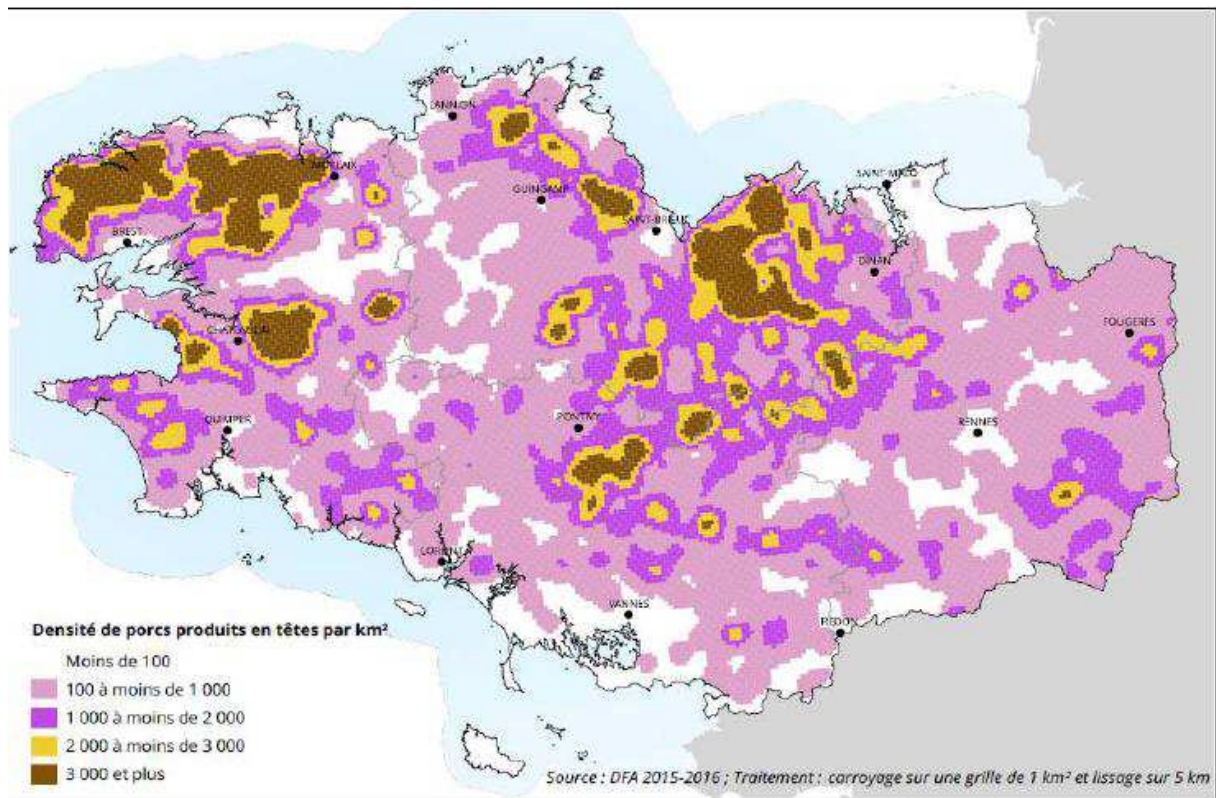 LANNION
MORLAIX
GUINGAMP
SAINT-MALO
SAINT-BRIEUC
BREST
DINAN
CHATEAULIN
FOUGERES
QUIMPER
PONTIVY
RENNES
LORIENT
VANNES
REDON
Densité de porcs produits en têtes par km²
Moins de 100
100 à moins de 1 000
1 000 à moins de 2 000
2 000 à moins de 3 000
3 000 et plus
Source : DFA 2015-2016 ; Traitement : carroyage sur une grille de 1 km² et lissage sur 5 km